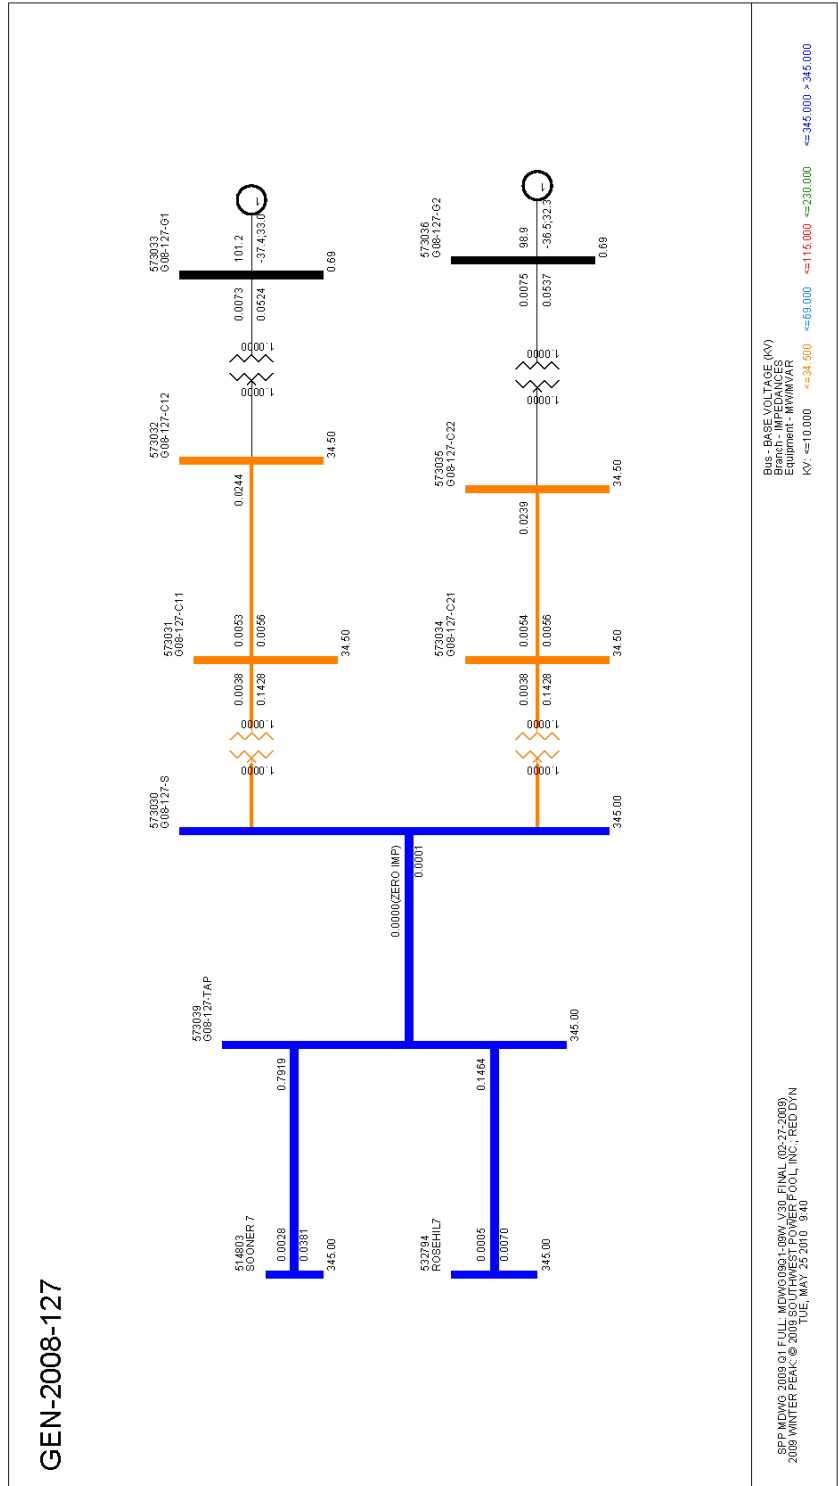 GEN-2008-127
514803
SOONER 7
0.0028
0.0381
345.00
0.7919
573039
G08-127-TAP
345.00
532794
ROSEHIL7
0.0005
0.0070
345.00
0.1464
0.0000(ZERO IMP)
0.0001
573030
G08-127-S
345.00
1.0000
1.0000
0.0038
0.1428
573031
G08-127-C11
34.50
0.0053
0.0056
0.0244
573032
G08-127-C12
34.50
1.0000
1.0000
0.0073
0.0524
573033
G08-127-G1
0.69
101.2
-37.4;33.0
1
1.0000
1.0000
0.0038
0.1428
573034
G08-127-C21
34.50
0.0054
0.0056
0.0239
573035
G08-127-C22
34.50
1.0000
1.0000
0.0075
0.0537
573036
G08-127-G2
0.69
98.9
-36.5;32.3
1
SPP MDWG 2009 Q1 FULL: MDWG09Q1-09W_V30_FINAL (02-27-2009)
2009 WINTER PEAK: © 2009 SOUTHWEST POWER POOL, INC.; RED DYN
TUE, MAY 25 2010 9:40
Bus - BASE VOLTAGE (KV)
Branch - IMPEDANCES
Equipment - MW/MVAR
KV: <=10.000 <=34.500 <=69.000 <=115.000 <=230.000 <=345.000 >345.000